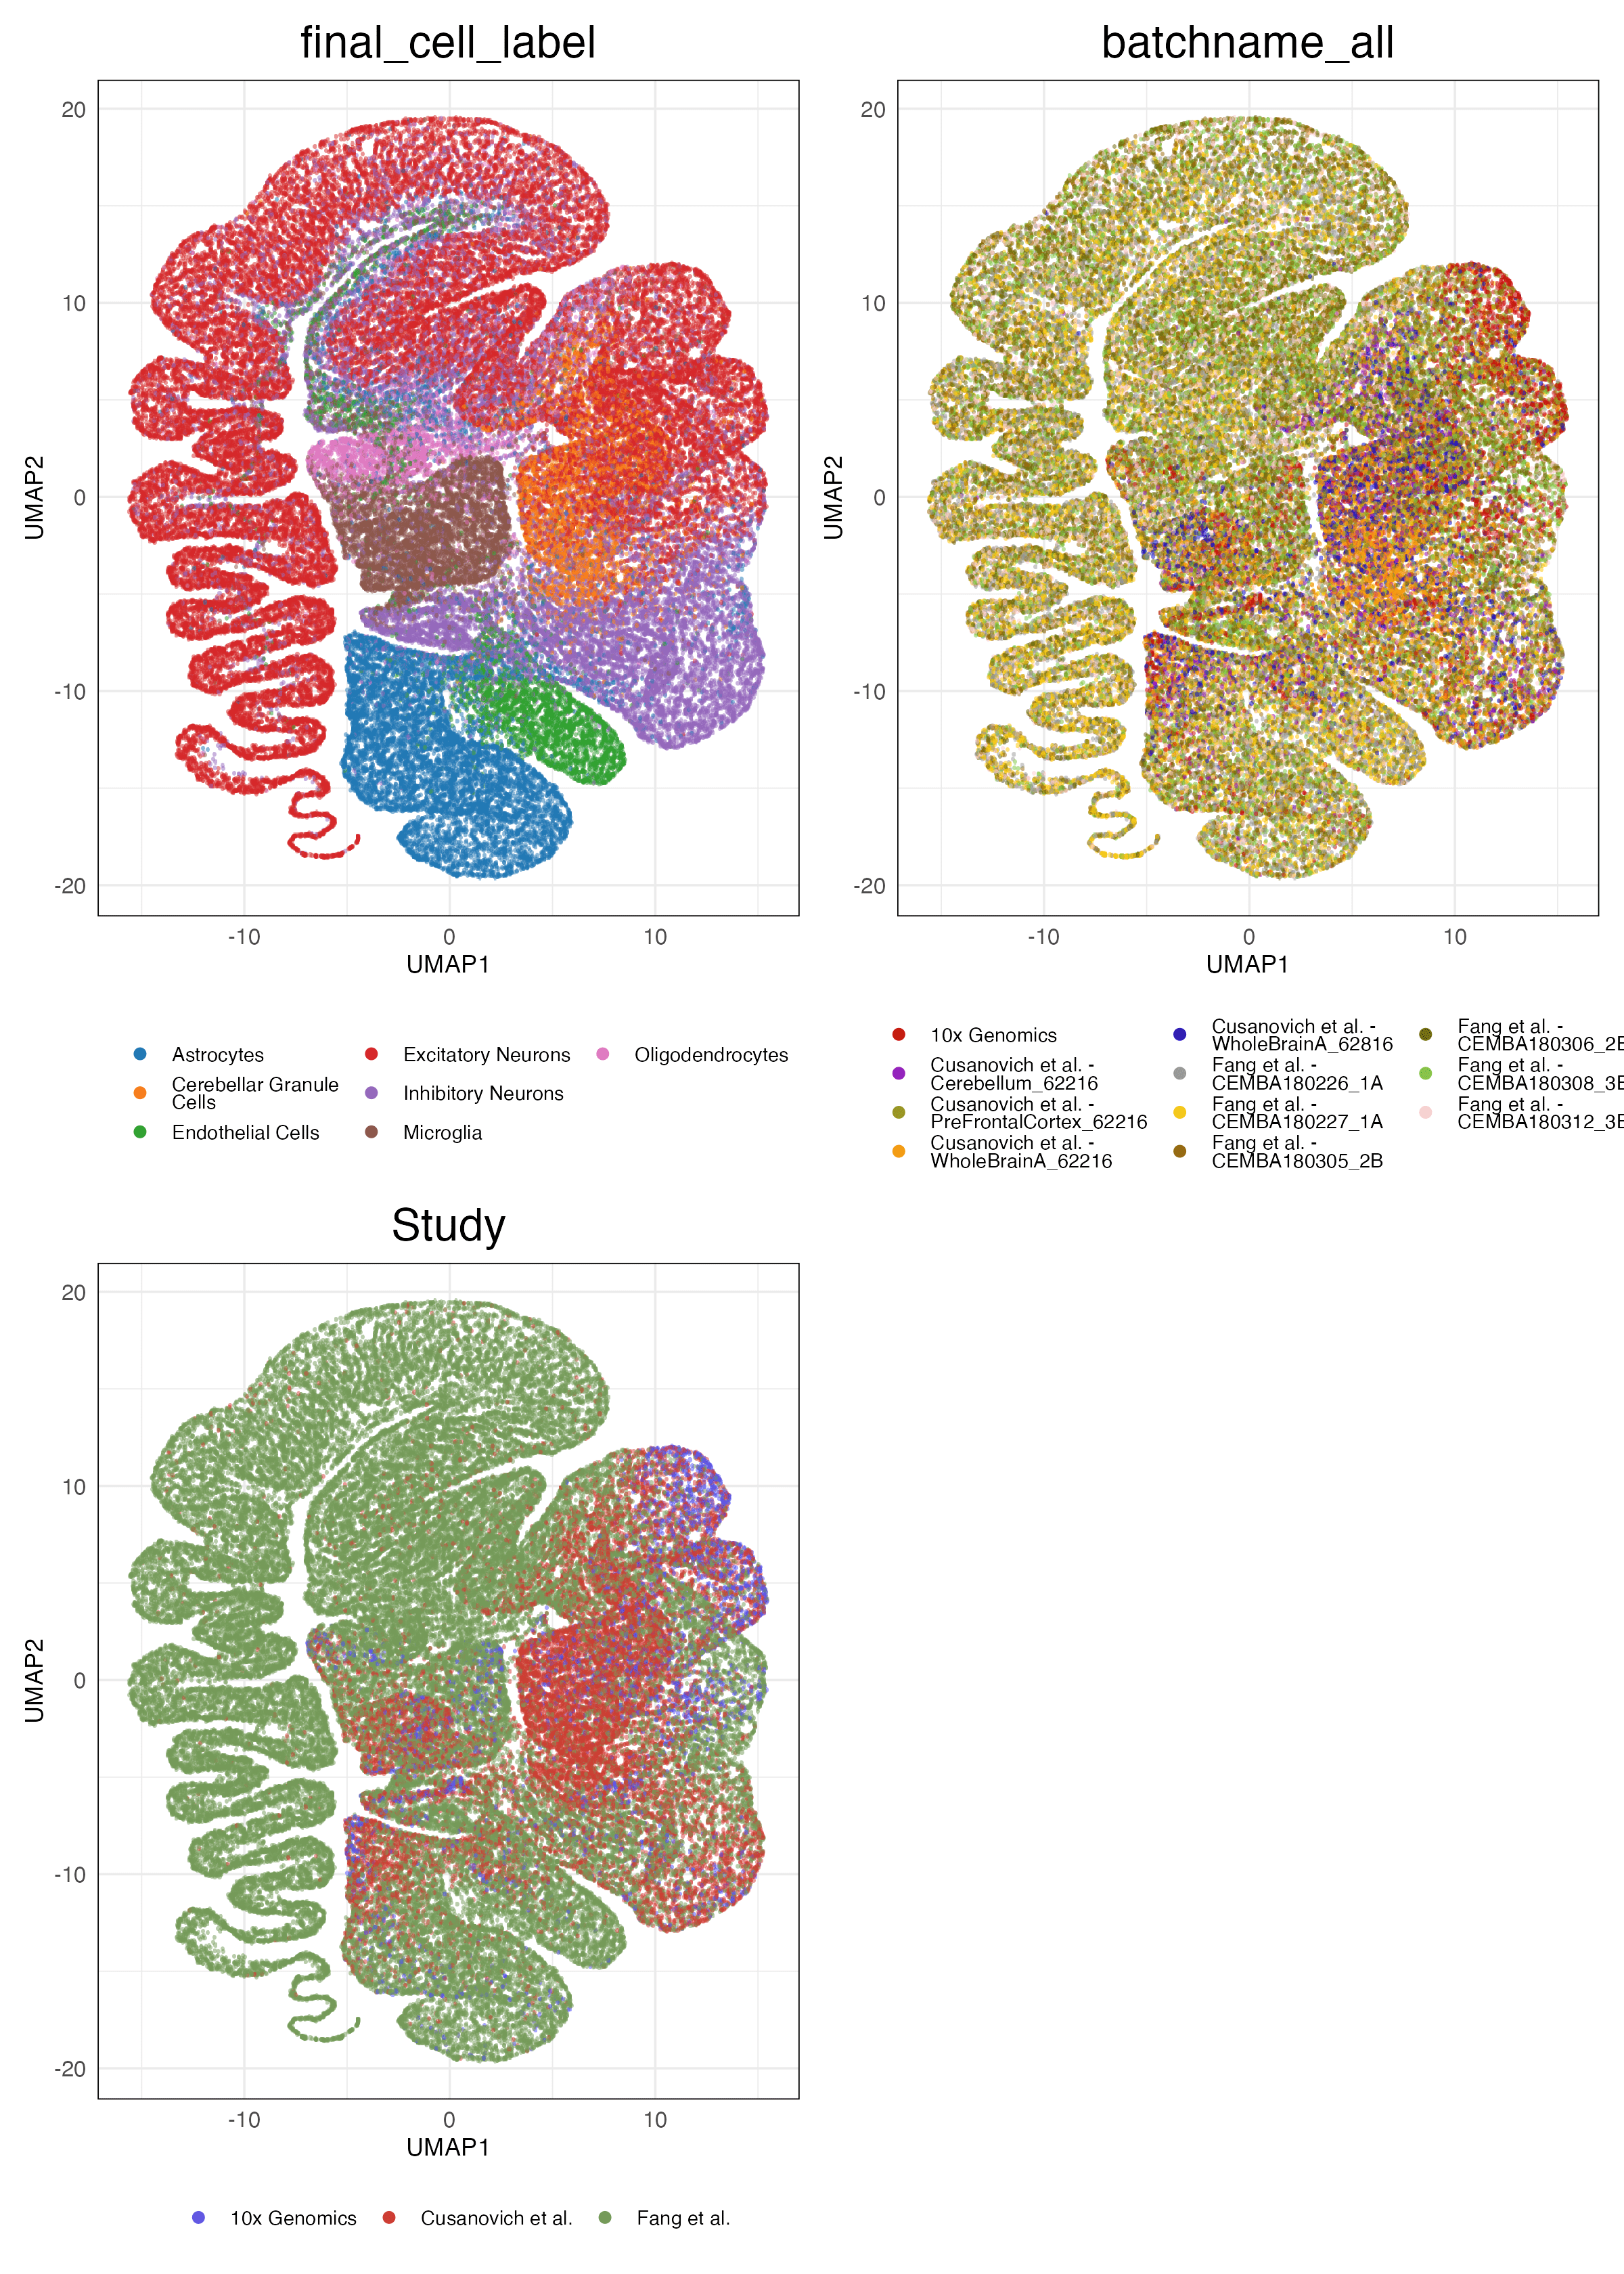 final_cell_label
batchname_all
20
10
0
-10
-20
UMAP2
-10 0 10
UMAP1
20
10
0
-10
-20
UMAP2
-10 0 10
UMAP1
Astrocytes
Cerebellar Granule
Cells
Endothelial Cells
Excitatory Neurons
Inhibitory Neurons
Microglia
Oligodendrocytes
10x Genomics
Cusanovich et al. -
Cerebellum_62216
Cusanovich et al. -
PreFrontalCortex_62216
Cusanovich et al. -
WholeBrainA_62216
Cusanovich et al. -
WholeBrainA_62816
Fang et al. -
CEMBA180226_1A
Fang et al. -
CEMBA180227_1A
Fang et al. -
CEMBA180305_2B
Fang et al. -
CEMBA180306_2
Fang et al. -
CEMBA180308_3
Fang et al. -
CEMBA180312_3
Study
20
10
0
-10
-20
UMAP2
-10 0 10
UMAP1
10x Genomics
Cusanovich et al.
Fang et al.